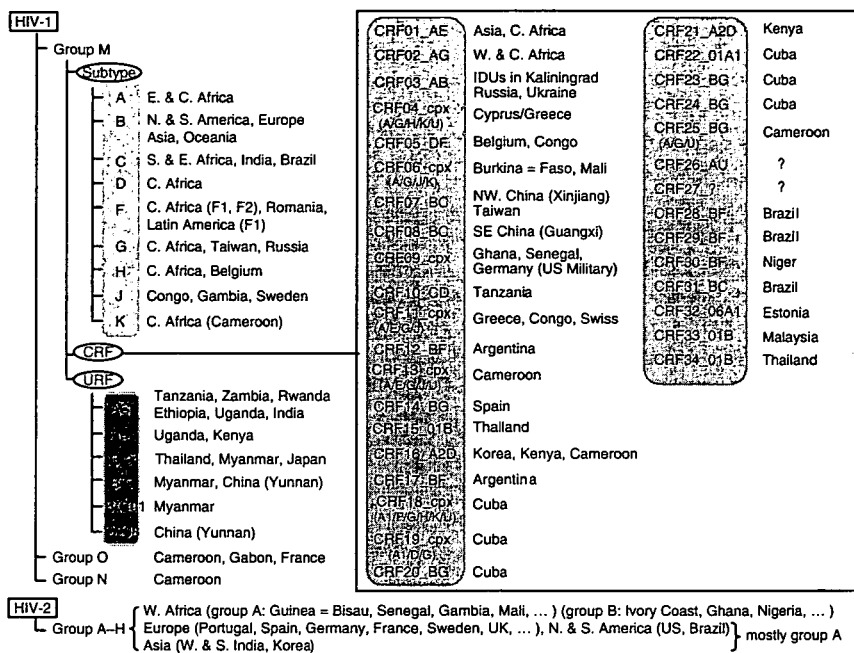 HIV-1
Group M
Subtype
A E. & C. Africa
B N. & S. America, Europe
Asia, Oceania
C S. & E. Africa, India, Brazil
D C. Africa
F C. Africa (F1, F2), Romania,
Latin America (F1)
G C. Africa, Taiwan, Russia
H C. Africa, Belgium
J Congo, Gambia, Sweden
K C. Africa (Cameroon)
CRF
URF
Tanzania, Zambia, Rwanda
Ethiopia, Uganda, India
Uganda, Kenya
Thailand, Myanmar, Japan
Myanmar, China (Yunnan)
Myanmar
China (Yunnan)
Group O Cameroon, Gabon, France
Group N Cameroon
CRF01_AE Asia, C. Africa
CRF02_AG W. & C. Africa
CRF03_AB IDUs in Kaliningrad
Russia, Ukraine
CRF04_cpx Cyprus/Greece
(A/G/H/K/U)
CRF05_DF Belgium, Congo
CRF06_cpx Burkina = Faso, Mali
(A/G/J/K)
CRF07_BC NW. China (Xinjiang)
Taiwan
CRF08_BC SE China (Guangxi)
CRF09_cpx Ghana, Senegal,
Germany (US Military)
CRF10_CD Tanzania
CRF11_cpx Greece, Congo, Swiss
CRF12_BF Argentina
CRF13_cpx Cameroon
CRF14_BG Spain
CRF15_01B Thailand
CRF16_A2D Korea, Kenya, Cameroon
CRF17_BF Argentina
CRF18_cpx Cuba
(A1/F/G/H/K/U)
CRF19_cpx Cuba
(A1/D/G)
CRF20_BG Cuba
CRF21_A2D Kenya
CRF22_01A1 Cuba
CRF23_BG Cuba
CRF24_BG Cuba
CRF25_BG Cameroon
(A/G/U)
CRF26_AU ?
CRF27_? ?
CRF28_BF Brazil
CRF29_BF Brazil
CRF30_BF Niger
CRF31_BC Brazil
CRF32_06A1 Estonia
CRF33_01B Malaysia
CRF34_01B Thailand
HIV-2
Group A–H
W. Africa (group A: Guinea = Bisau, Senegal, Gambia, Mali, ... ) (group B: Ivory Coast, Ghana, Nigeria, ... )
Europe (Portugal, Spain, Germany, France, Sweden, UK, ... ), N. & S. America (US, Brazil)
Asia (W. & S. India, Korea)
mostly group A